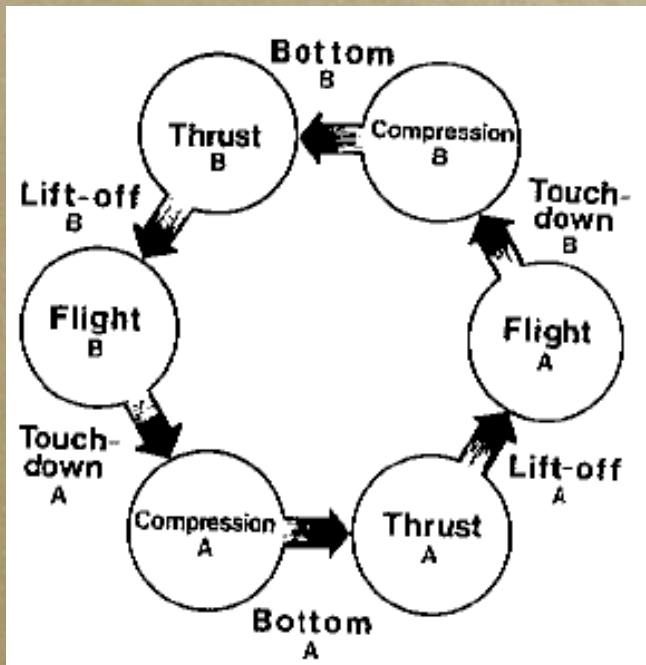 Bottom
B
Thrust
B
Compression
B
Lift-off
B
Touch-
down
B
Flight
B
Flight
A
Touch-
down
A
Lift-off
A
Compression
A
Thrust
A
Bottom
A